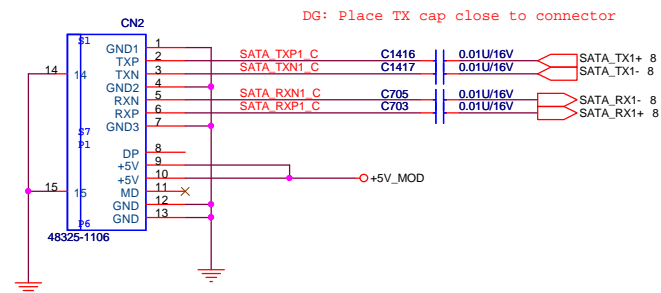 DG: Place TX cap close to connector
CN2
S1
GND1 1
TXP 2 SATA_TXP1_C C1416 0.01U/16V SATA_TX1+ 8
14 14 TXN 3 SATA_TXN1_C C1417 0.01U/16V SATA_TX1- 8
GND2 4
RXN 5 SATA_RXN1_C C705 0.01U/16V SATA_RX1- 8
RXP 6 SATA_RXP1_C C703 0.01U/16V SATA_RX1+ 8
S7 GND3 7
P1
DP 8
+5V 9
+5V 10 +5V_MOD
15 15 MD 11
GND 12
P6 GND 13
48325-1106